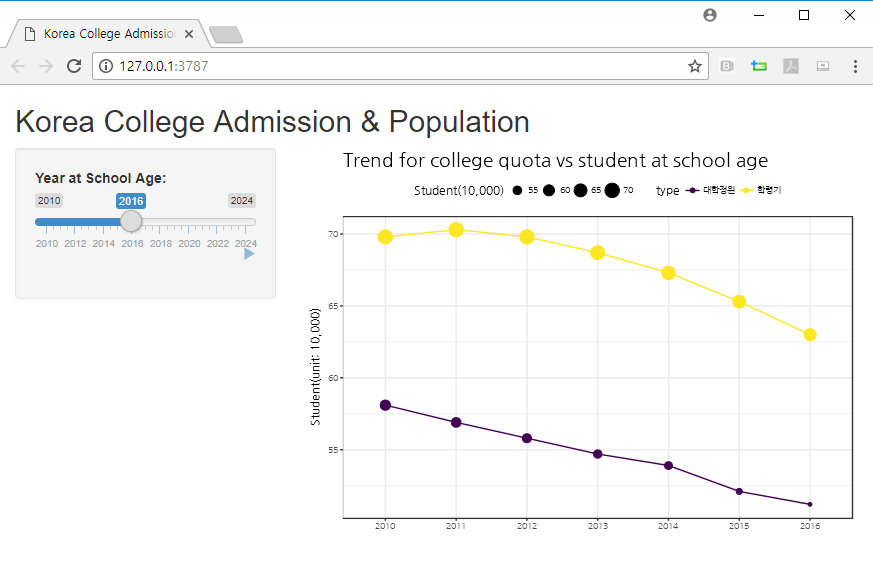 Korea College Admissio
127.0.0.1:3787
Korea College Admission & Population
Year at School Age:
2010 2016 2024
2010 2012 2014 2016 2018 2020 2022 2024
Trend for college quota vs student at school age
Student(10,000) 55 60 65 70 type 대학정원 학령기
Student(unit: 10,000)
70
65
60
55
2010 2011 2012 2013 2014 2015 2016